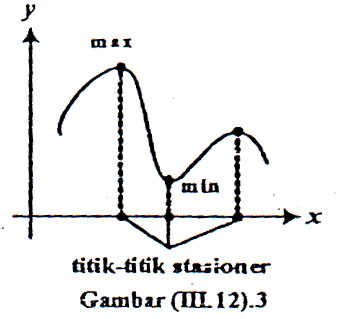 y
max
min
x
titik-titik stasioner
Gambar (III.12).3